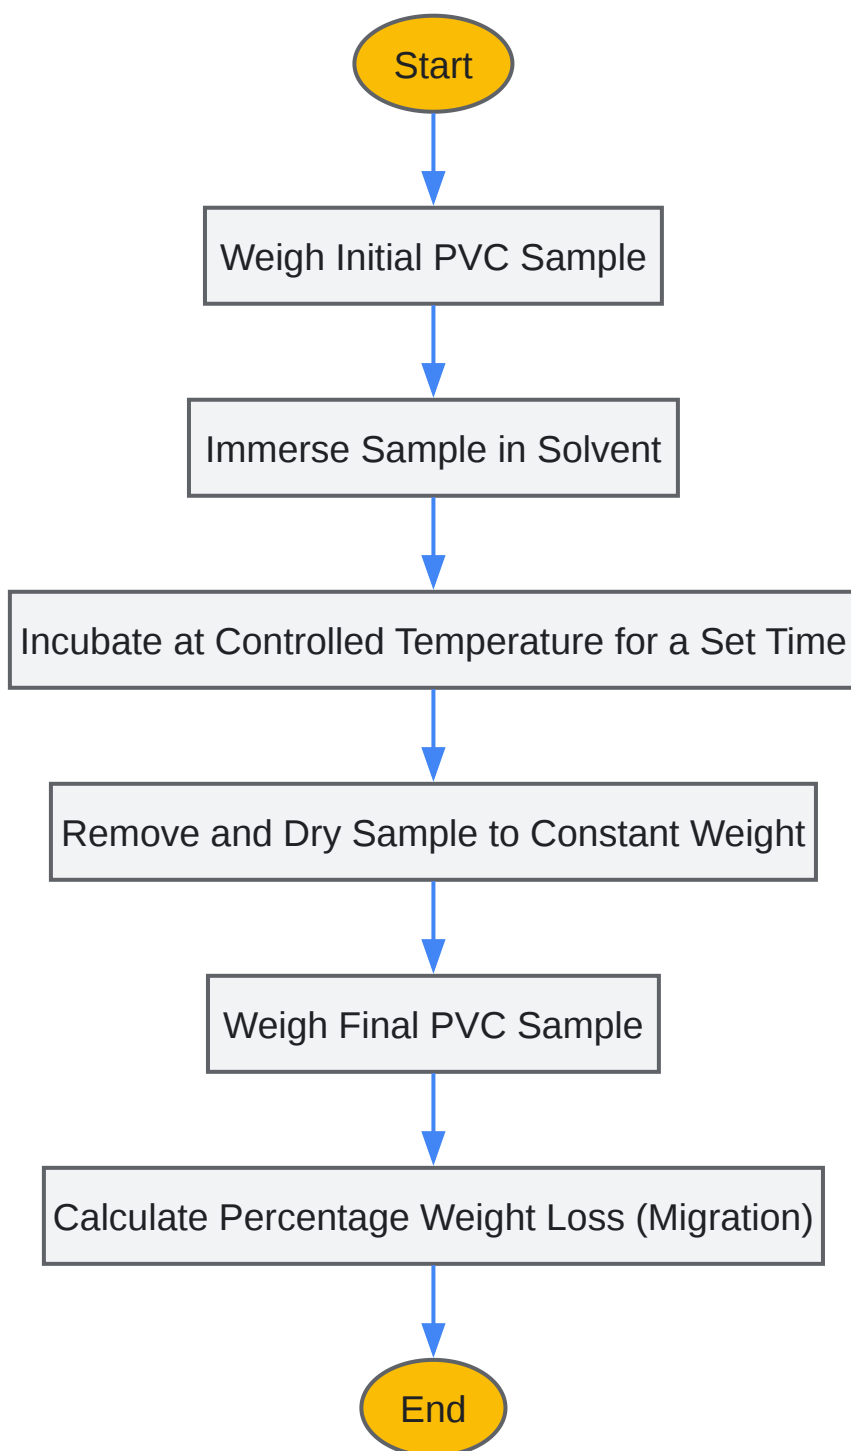 Start
Weigh Initial PVC Sample
Immerse Sample in Solvent
Incubate at Controlled Temperature for a Set Time
Remove and Dry Sample to Constant Weight
Weigh Final PVC Sample
Calculate Percentage Weight Loss (Migration)
End